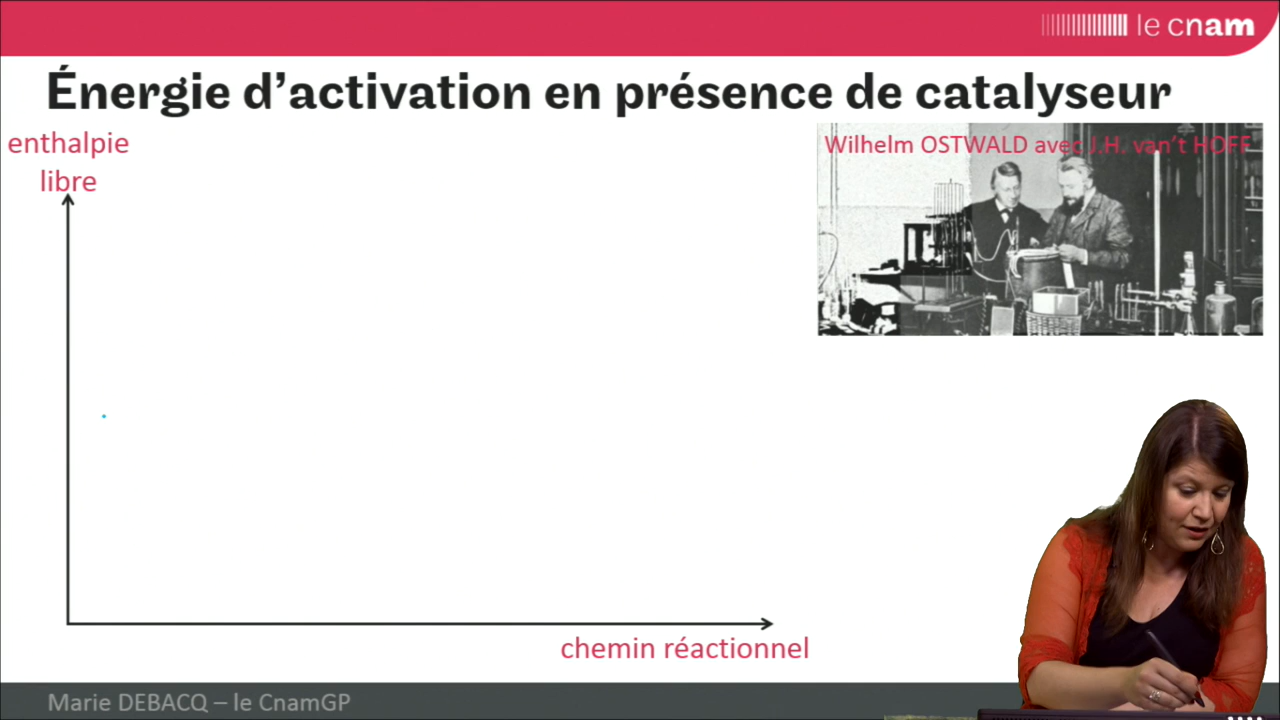 le cnam
Énergie d’activation en présence de catalyseur
enthalpie
libre
Wilhelm OSTWALD avec J.H. van’t HOFF
chemin réactionnel
Marie DEBACQ – le CnamGP